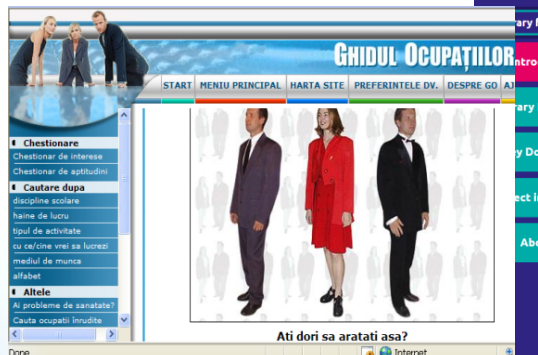 GHIDUL OCUPAȚIILOR
START MENIU PRINCIPAL HARTA SITE PREFERINTELE DV. DESPRE GO AJ
Chestionare
Chestionar de interese
Chestionar de aptitudini
Cautare dupa
discipline scolare
haine de lucru
tipul de activitate
cu ce/cine vrei sa lucrezi
mediul de munca
alfabet
Altele
Ai probleme de sanatate?
Cauta ocupatii înrudite
Ati dori sa aratati asa?
Done
Internet